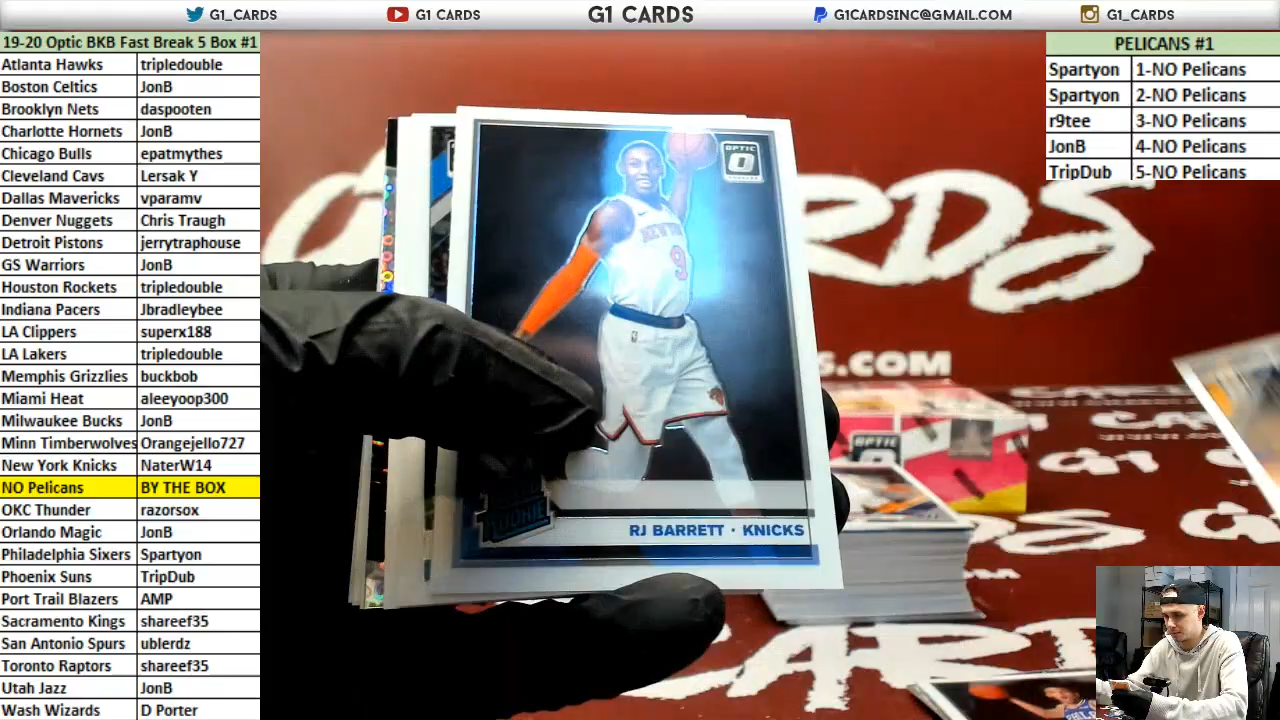 G1_CARDS
G1 CARDS
G1 CARDS
G1CARDSINC@GMAIL.COM
G1_CARDS
19-20 Optic BKB Fast Break 5 Box #1
Atlanta Hawks tripledouble
Boston Celtics JonB
Brooklyn Nets daspooten
Charlotte Hornets JonB
Chicago Bulls epatmythes
Cleveland Cavs Lersak Y
Dallas Mavericks vparamv
Denver Nuggets Chris Traugh
Detroit Pistons jerrytraphouse
GS Warriors JonB
Houston Rockets tripledouble
Indiana Pacers Jbradleybee
LA Clippers superx188
LA Lakers tripledouble
Memphis Grizzlies buckbob
Miami Heat aleeyoop300
Milwaukee Bucks JonB
Minn Timberwolves Orangejello727
New York Knicks NaterW14
NO Pelicans BY THE BOX
OKC Thunder razorsox
Orlando Magic JonB
Philadelphia Sixers Spartyon
Phoenix Suns TripDub
Port Trail Blazers AMP
Sacramento Kings shareef35
San Antonio Spurs ublerdz
Toronto Raptors shareef35
Utah Jazz JonB
Wash Wizards D Porter
PELICANS #1
Spartyon 1-NO Pelicans
Spartyon 2-NO Pelicans
r9tee 3-NO Pelicans
JonB 4-NO Pelicans
TripDub 5-NO Pelicans
OPTIC
NEW YORK
9
ROOKIE
RJ BARRETT · KNICKS
OPTIC
S.COM